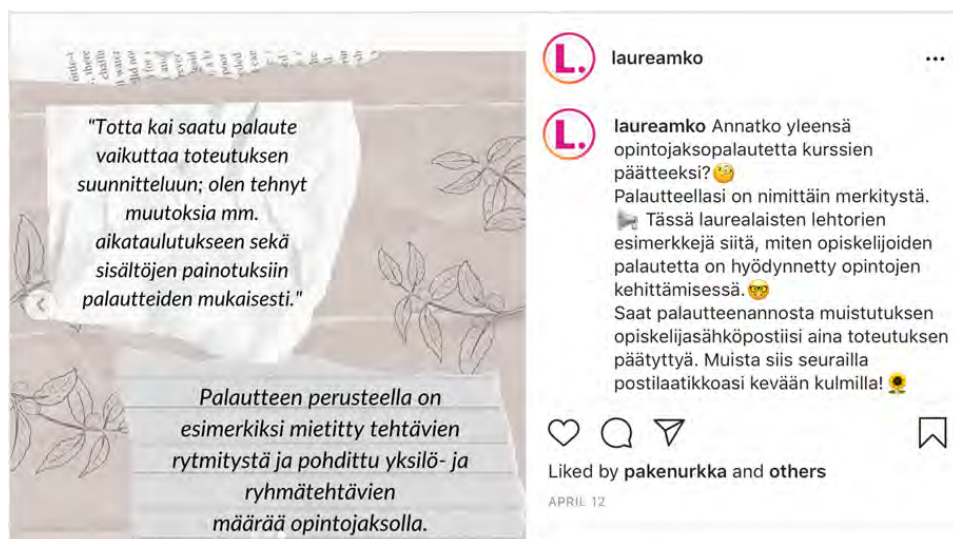 "Totta kai saatu palaute
vaikuttaa toteutuksen
suunnitteluun; olen tehnyt
muutoksia mm.
aikataulutukseen sekä
sisältöjen painotuksiin
palautteiden mukaisesti."
Palautteen perusteella on
esimerkiksi mietitty tehtävien
rytmitystä ja pohdittu yksilö- ja
ryhmätehtävien
määrää opintojaksolla.
L.
laureamko
L.
laureamko Annatko yleensä
opintojaksopalautetta kurssien
päätteeksi?🧐
Palautteellasi on nimittäin merkitystä.
📢 Tässä laurealaisten lehtorien
esimerkkejä siitä, miten opiskelijoiden
palautetta on hyödynnetty opintojen
kehittämisessä.🤓
Saat palautteenannosta muistutuksen
opiskelijasähköpostiisi aina toteutuksen
päätyttyä. Muista siis seurailla
postilaatikkoasi kevään kulmilla!🌻
Liked by pakenurkka and others
APRIL 12